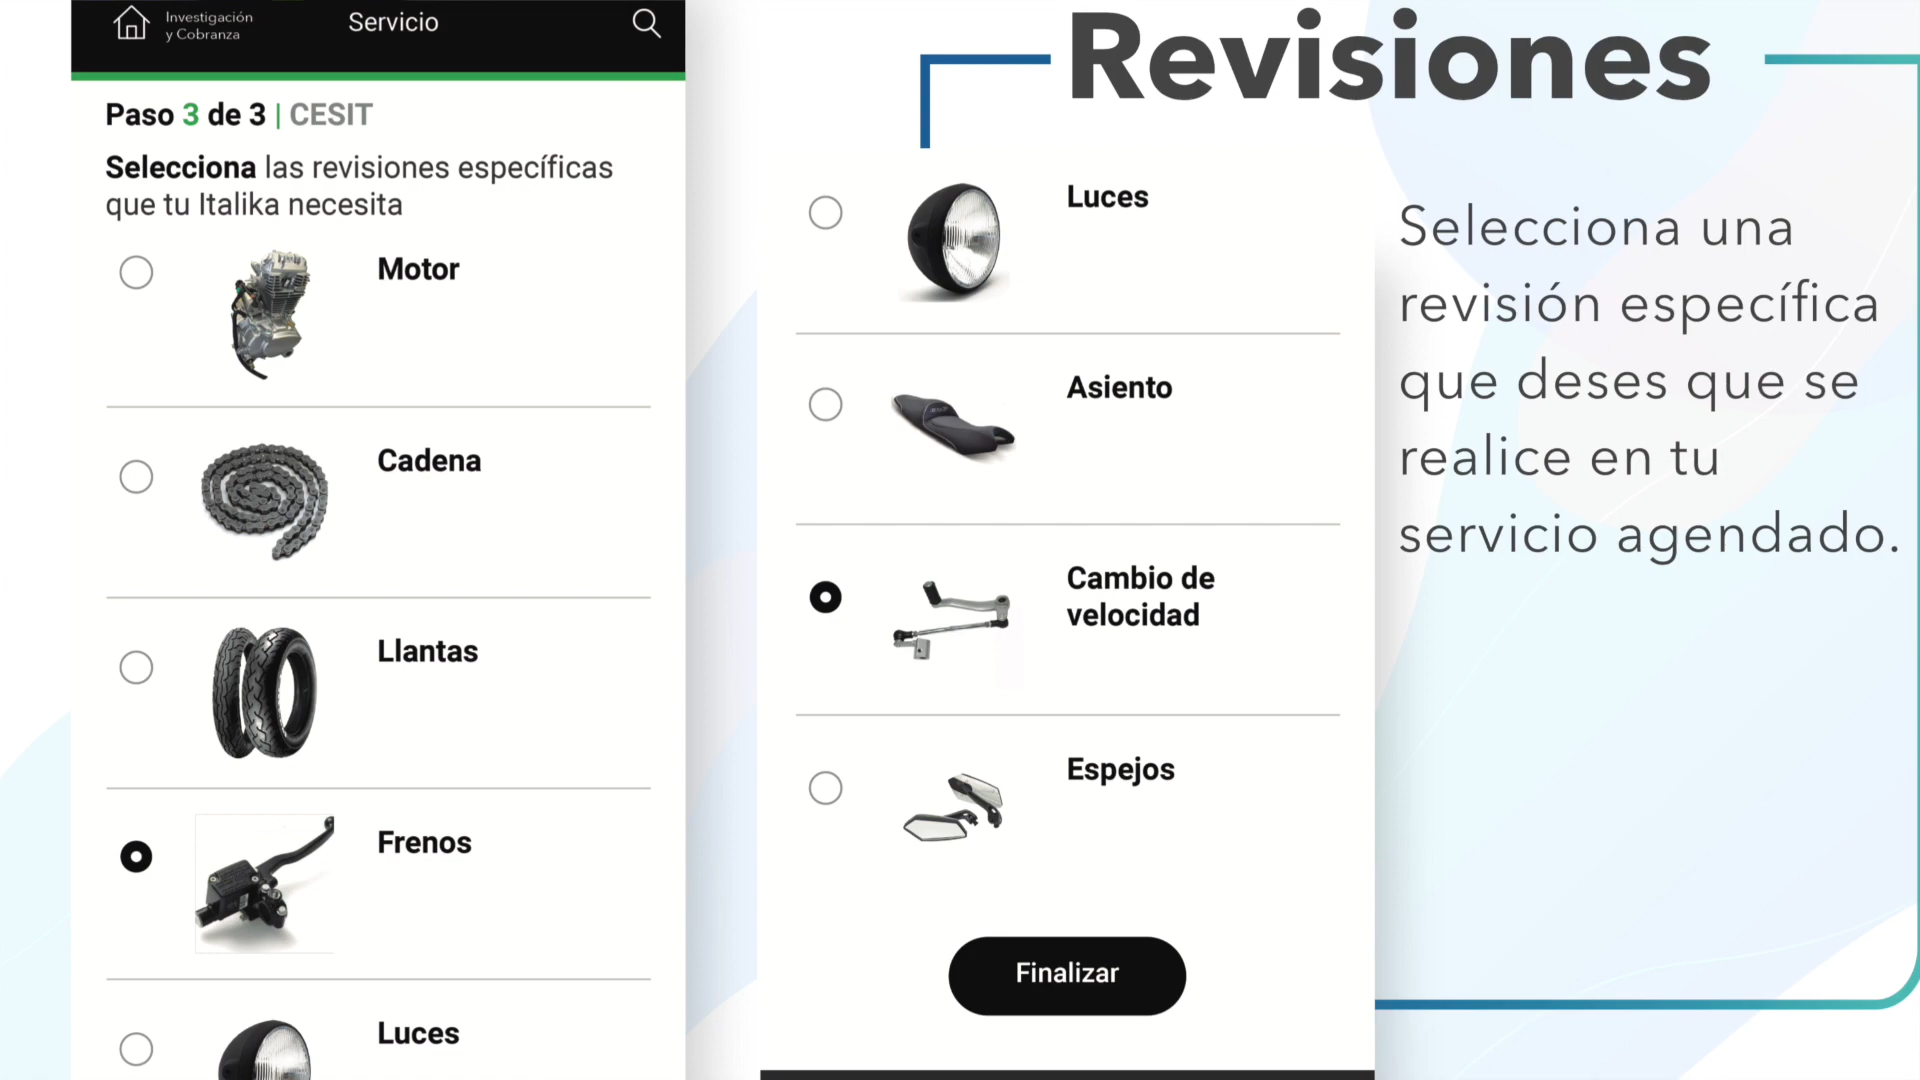 Investigación
y Cobranza
Servicio
Paso 3 de 3 | CESIT
Selecciona las revisiones específicas
que tu Italika necesita
Motor
Cadena
Llantas
Frenos
Luces
Revisiones
Luces
Asiento
Cambio de
velocidad
Espejos
Finalizar
Selecciona una
revisión específica
que deses que se
realice en tu
servicio agendado.